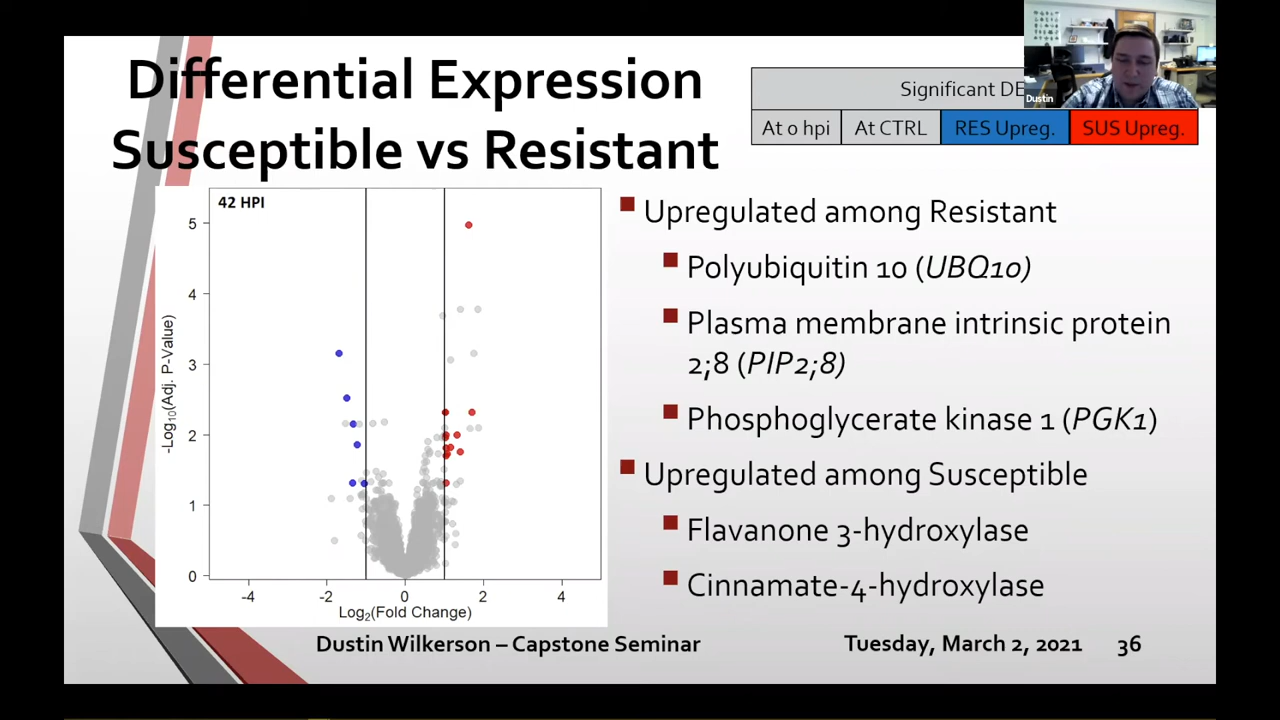 Differential Expression
Susceptible vs Resistant
Significant DE
Dustin
At 0 hpi
At CTRL
RES Upreg.
SUS Upreg.
42 HPI
5
4
3
2
1
0
-Log10(Adj. P-Value)
-4
-2
0
2
4
Log2(Fold Change)
Upregulated among Resistant
Polyubiquitin 10 (UBQ10)
Plasma membrane intrinsic protein
2;8 (PIP2;8)
Phosphoglycerate kinase 1 (PGK1)
Upregulated among Susceptible
Flavanone 3-hydroxylase
Cinnamate-4-hydroxylase
Dustin Wilkerson – Capstone Seminar
Tuesday, March 2, 2021
36